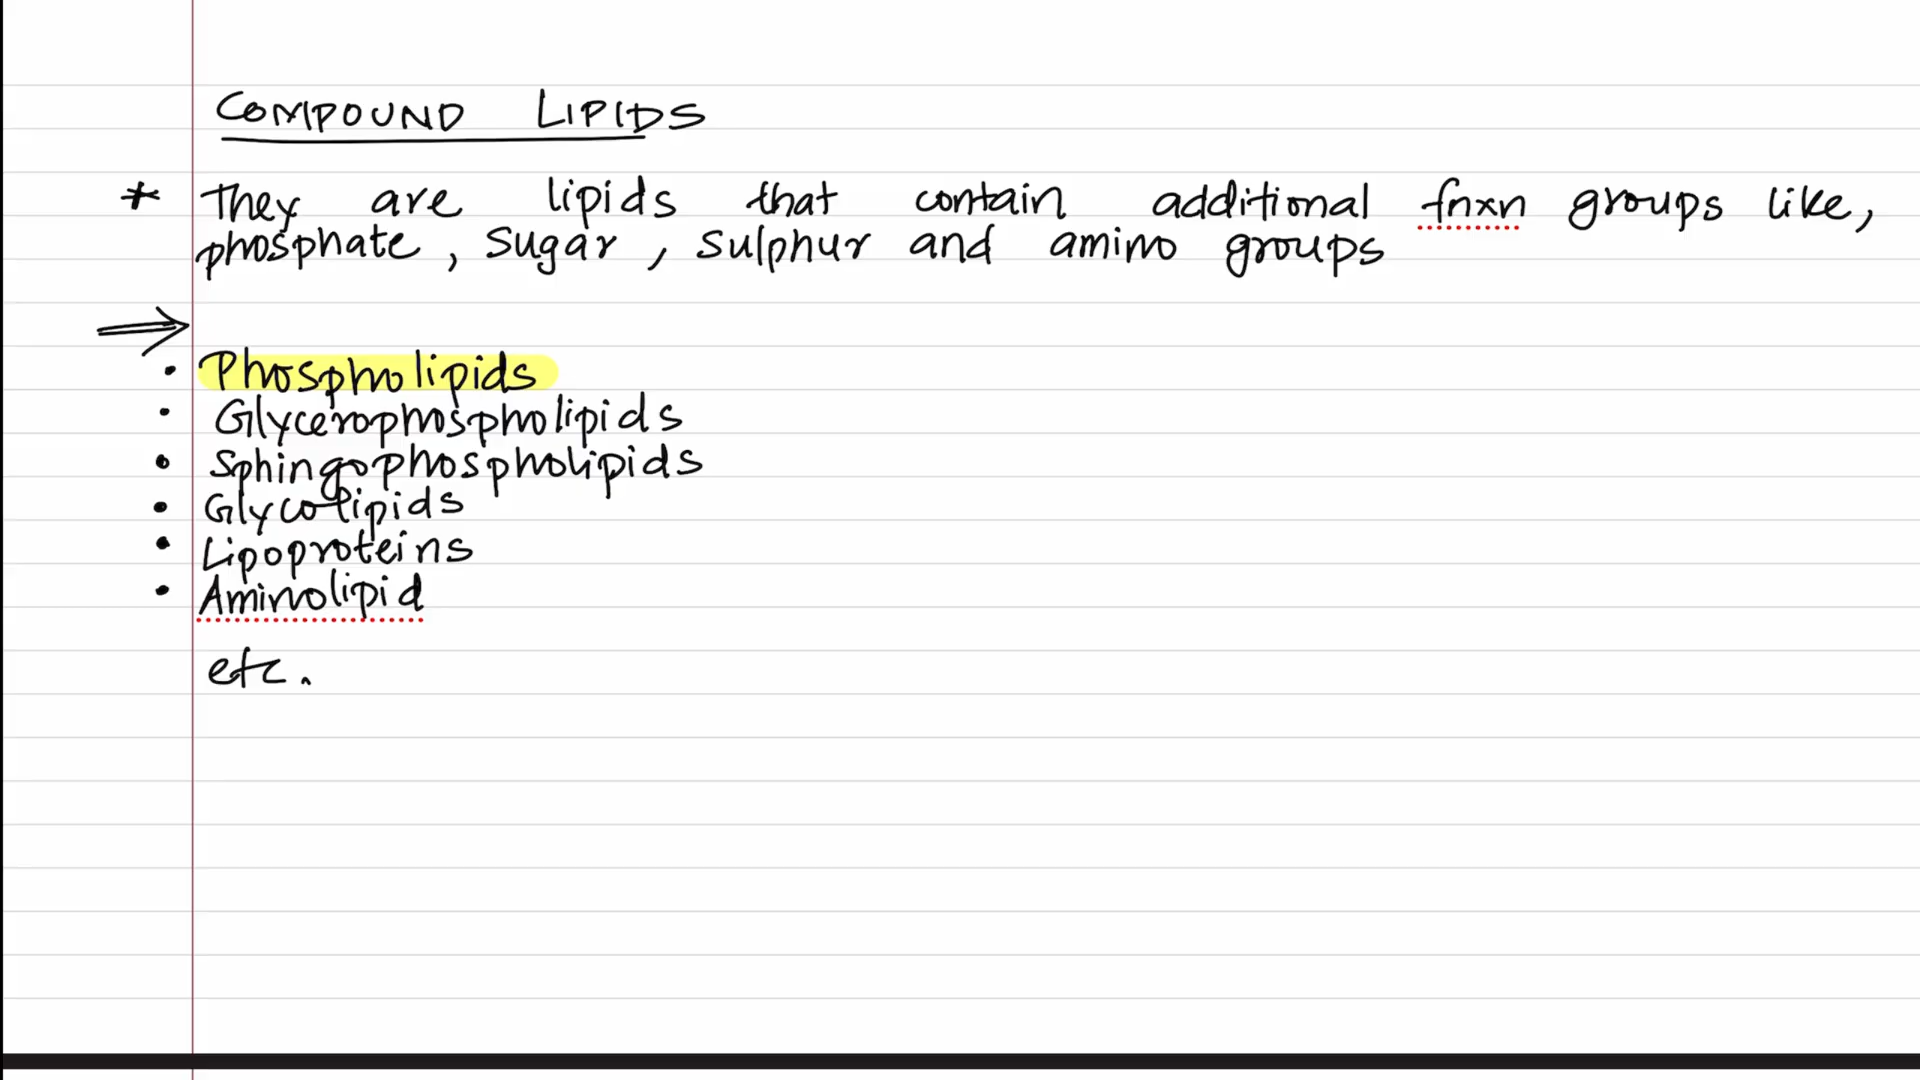 COMPOUND LIPIDS
* They are lipids that contain additional fnxn groups like,
phosphate, sugar, sulphur and amino groups
⇒
• Phospholipids
• Glycerophospholipids
• Sphingophospholipids
• Glycolipids
• Lipoproteins
• Aminolipid
etc.